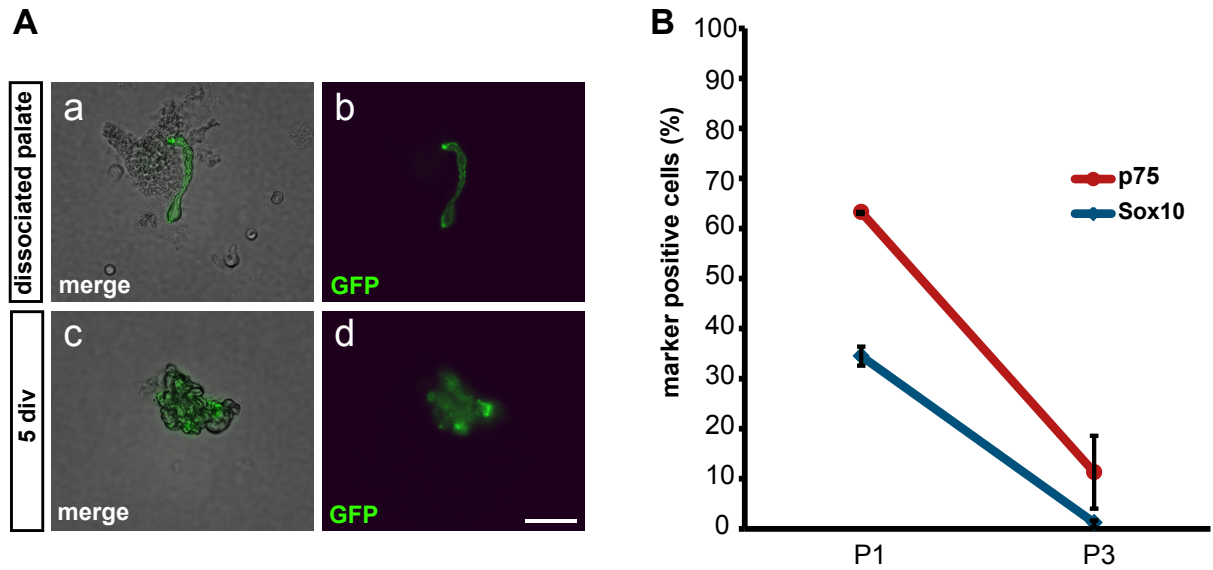 A
dissociated palate
a
merge
b
GFP
5 div
c
merge
d
GFP
B
marker positive cells (%)
100
90
80
70
60
50
40
30
20
10
0
p75
Sox10
P1
P3